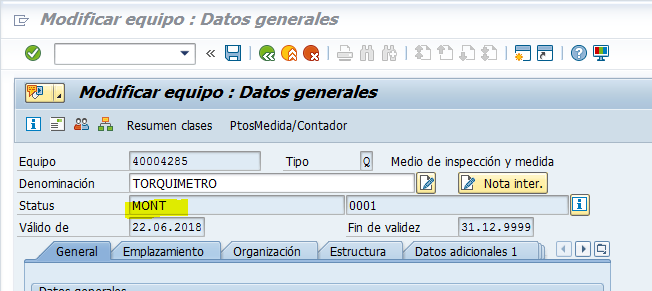 Modificar equipo : Datos generales
Modificar equipo : Datos generales
Resumen clases PtosMedida/Contador
Equipo 40004285 Tipo Q Medio de inspección y medida
Denominación TORQUIMETRO Nota inter.
Status MONT 0001
Válido de 22.06.2018 Fin de validez 31.12.9999
General Emplazamiento Organización Estructura Datos adicionales 1
Datos generales